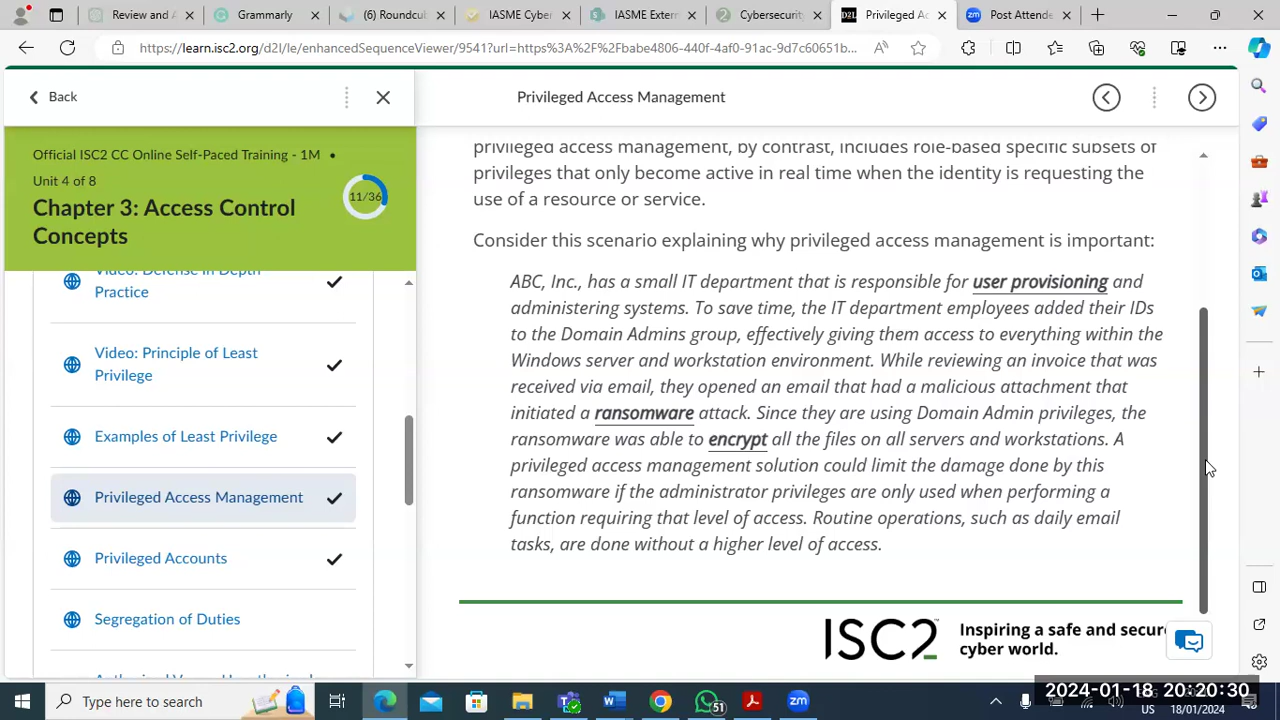 Review and A
Grammarly
(6) Roundcub
IASME Cyber
IASME Extern
Cybersecurity
D2L
Privileged Ac
Post Attende
https://learn.isc2.org/d2l/le/enhancedSequenceViewer/9541?url=https%3A%2F%2Fbabe4806-440f-4af0-91ac-9d7c60651b...
Back
Privileged Access Management
Official ISC2 CC Online Self-Paced Training - 1M •
Unit 4 of 8
11/36
Chapter 3: Access Control
Concepts
Video: Defense in Depth
Practice
Video: Principle of Least
Privilege
Examples of Least Privilege
Privileged Access Management
Privileged Accounts
Segregation of Duties
privileged access management, by contrast, includes role-based specific subsets of
privileges that only become active in real time when the identity is requesting the
use of a resource or service.
Consider this scenario explaining why privileged access management is important:
ABC, Inc., has a small IT department that is responsible for user provisioning and
administering systems. To save time, the IT department employees added their IDs
to the Domain Admins group, effectively giving them access to everything within the
Windows server and workstation environment. While reviewing an invoice that was
received via email, they opened an email that had a malicious attachment that
initiated a ransomware attack. Since they are using Domain Admin privileges, the
ransomware was able to encrypt all the files on all servers and workstations. A
privileged access management solution could limit the damage done by this
ransomware if the administrator privileges are only used when performing a
function requiring that level of access. Routine operations, such as daily email
tasks, are done without a higher level of access.
ISC2
Inspiring a safe and secur
cyber world.
Type here to search
51
zm
2024-01-18 20:20:30
US
18/01/2024